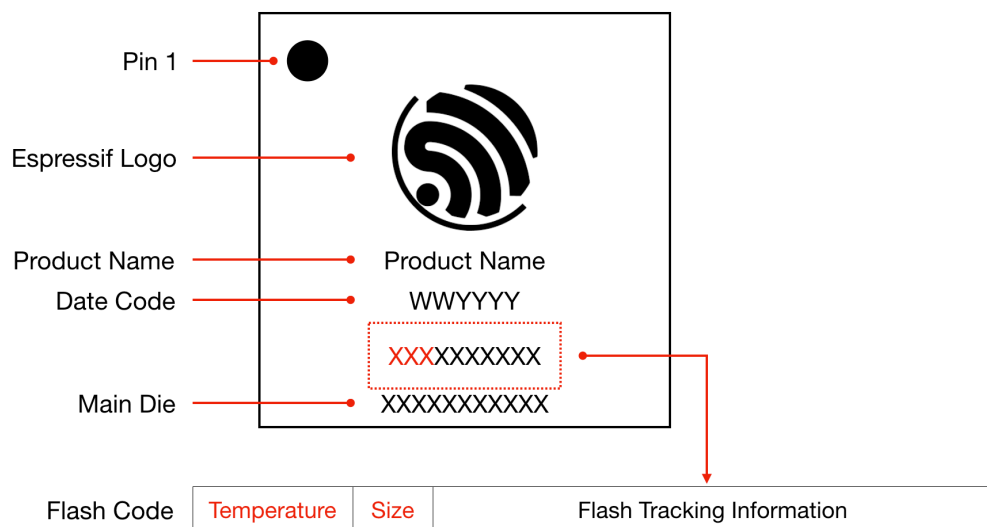 Pin 1
Espressif Logo
Product Name Product Name
Date Code WWYYYY
XXXXXXXXXX
Main Die XXXXXXXXXXX
Flash Code Temperature Size Flash Tracking Information